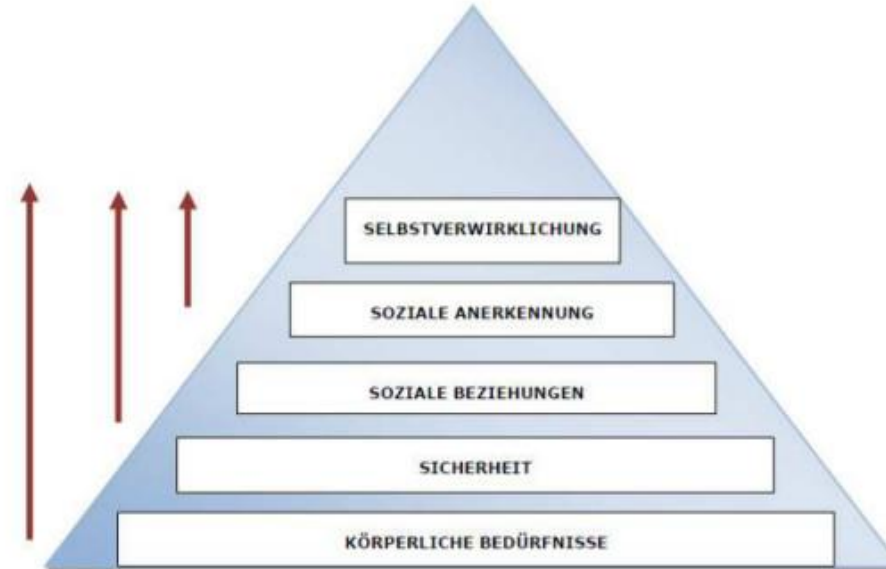 SELBSTVERWIRKLICHUNG
SOZIALE ANERKENNUNG
SOZIALE BEZIEHUNGEN
SICHERHEIT
KÖRPERLICHE BEDÜRFNISSE